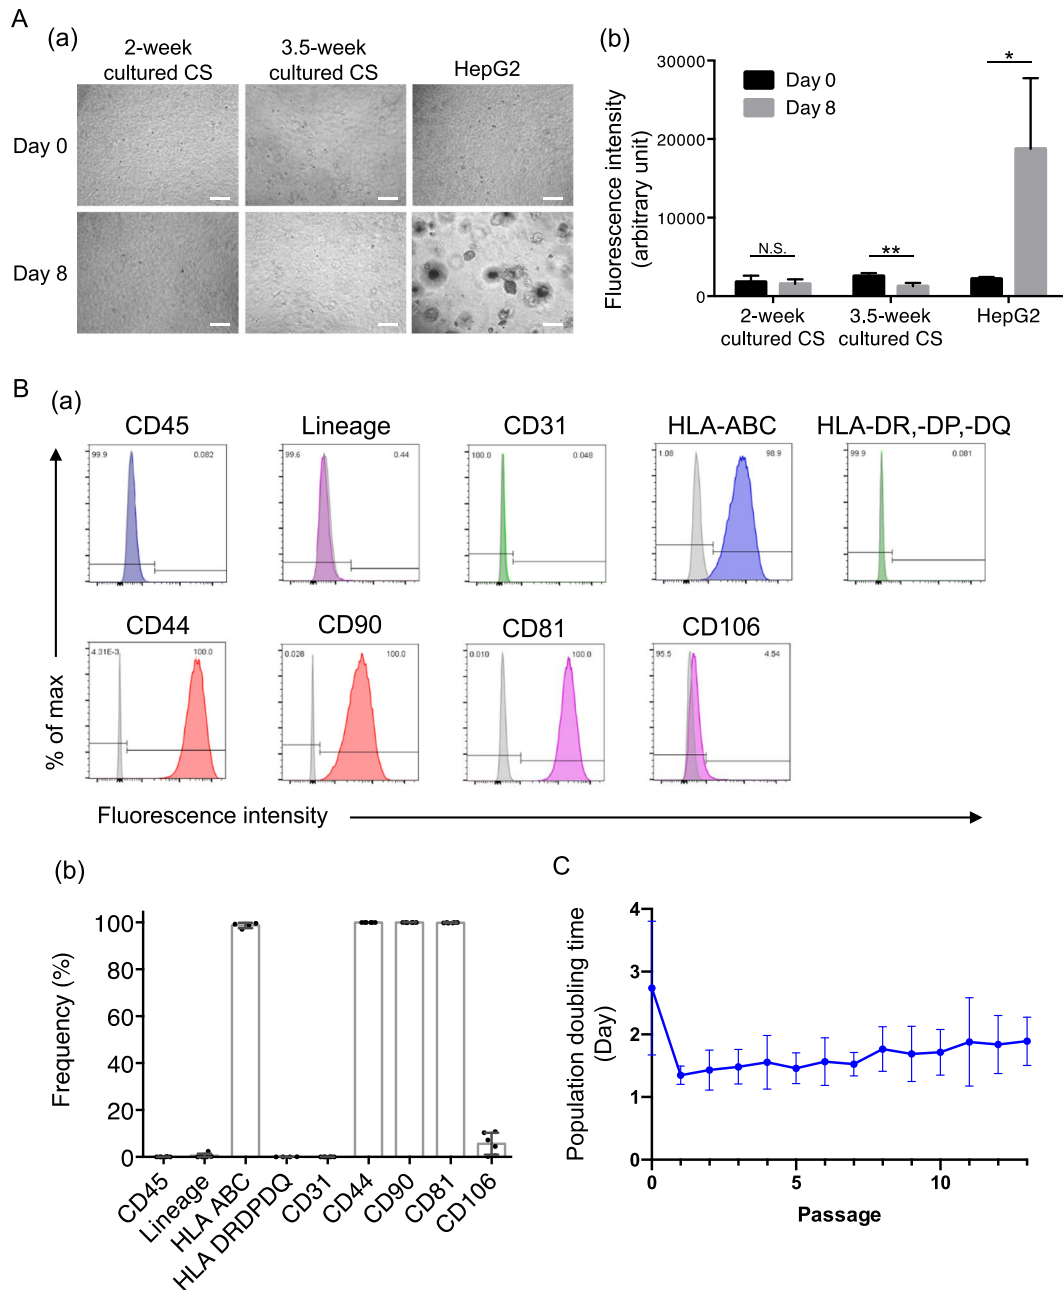 A
(a)
2-week
cultured CS
3.5-week
cultured CS
HepG2
Day 0
Day 8
(b)
Fluorescence intensity
(arbitrary unit)
30000
20000
10000
0
Day 0
Day 8
N.S.
**
*
2-week
cultured CS
3.5-week
cultured CS
HepG2
B
(a)
CD45
Lineage
CD31
HLA-ABC
HLA-DR,-DP,-DQ
99.9 0.082
99.6 0.44
100.0 0.048
1.08 98.9
99.9 0.081
CD44
CD90
CD81
CD106
4.31E-3 100.0
0.028 100.0
0.010 100.0
95.5 4.54
% of max
Fluorescence intensity
(b)
Frequency (%)
100
80
60
40
20
0
CD45
Lineage
HLA ABC
HLA DRDPDQ
CD31
CD44
CD90
CD81
CD106
C
Population doubling time
(Day)
4
3
2
1
0
0 5 10
Passage